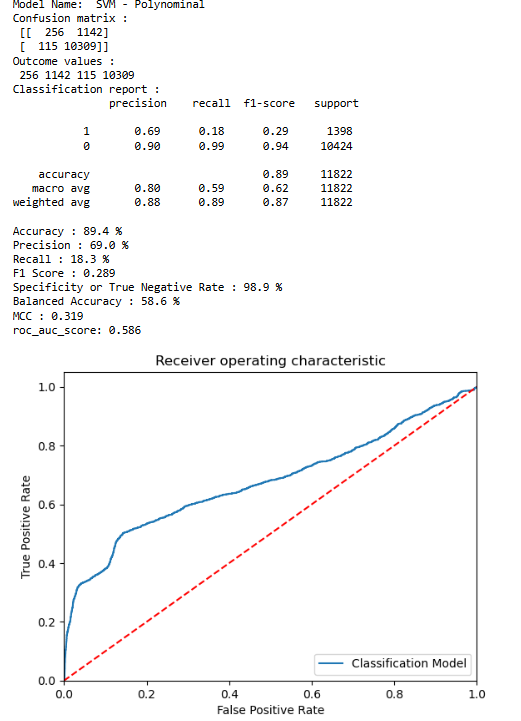 Model Name:  SVM - Polynominal
Confusion matrix :
[[  256  1142]
[  115 10309]]
Outcome values :
256 1142 115 10309
Classification report :
precision    recall  f1-score   support
1       0.69      0.18      0.29      1398
0       0.90      0.99      0.94     10424
accuracy                           0.89     11822
macro avg       0.80      0.59      0.62     11822
weighted avg       0.88      0.89      0.87     11822
Accuracy : 89.4 %
Precision : 69.0 %
Recall : 18.3 %
F1 Score : 0.289
Specificity or True Negative Rate : 98.9 %
Balanced Accuracy : 58.6 %
MCC : 0.319
roc_auc_score: 0.586
Receiver operating characteristic
True Positive Rate
1.0
0.8
0.6
0.4
0.2
0.0
Classification Model
0.0 0.2 0.4 0.6 0.8 1.0
False Positive Rate